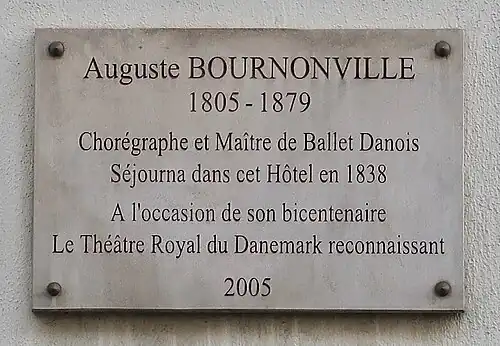 Auguste BOURNONVILLE
1805 - 1879
Chorégraphe et Maître de Ballet Danois
Séjourna dans cet Hôtel en 1838
A l'occasion de son bicentenaire
Le Théâtre Royal du Danemark reconnaissant
2005